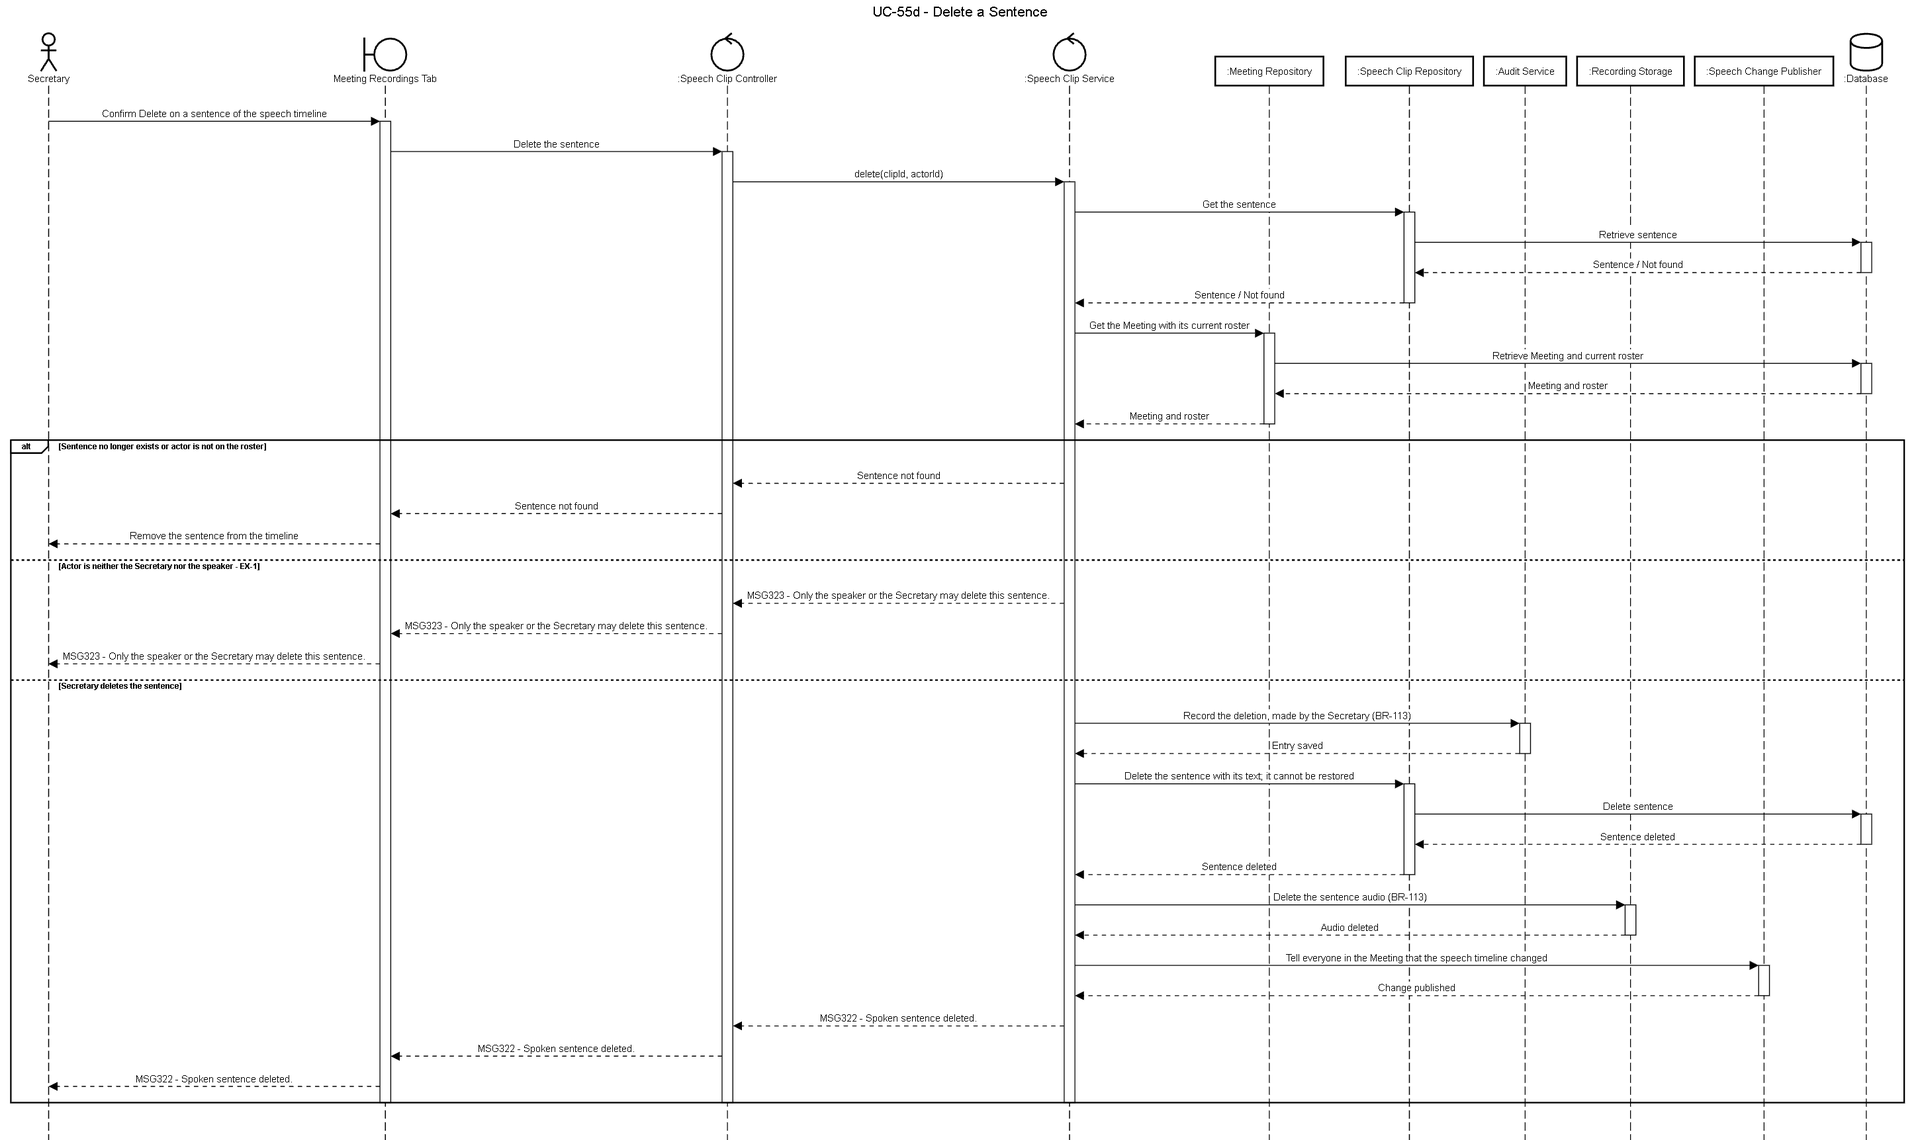 UC-55d - Delete a Sentence
Secretary
Meeting Recordings Tab
:Speech Clip Controller
:Speech Clip Service
:Meeting Repository
:Speech Clip Repository
:Audit Service
:Recording Storage
:Speech Change Publisher
:Database
Confirm Delete on a sentence of the speech timeline
Delete the sentence
delete(clipId, actorId)
Get the sentence
Retrieve sentence
Sentence / Not found
Sentence / Not found
Get the Meeting with its current roster
Retrieve Meeting and current roster
Meeting and roster
Meeting and roster
alt
[Sentence no longer exists or actor is not on the roster]
Sentence not found
Sentence not found
Remove the sentence from the timeline
[Actor is neither the Secretary nor the speaker - EX-1]
MSG323 - Only the speaker or the Secretary may delete this sentence.
MSG323 - Only the speaker or the Secretary may delete this sentence.
MSG323 - Only the speaker or the Secretary may delete this sentence.
[Secretary deletes the sentence]
Record the deletion, made by the Secretary (BR-113)
Entry saved
Delete the sentence with its text; it cannot be restored
Delete sentence
Sentence deleted
Sentence deleted
Delete the sentence audio (BR-113)
Audio deleted
Tell everyone in the Meeting that the speech timeline changed
Change published
MSG322 - Spoken sentence deleted.
MSG322 - Spoken sentence deleted.
MSG322 - Spoken sentence deleted.